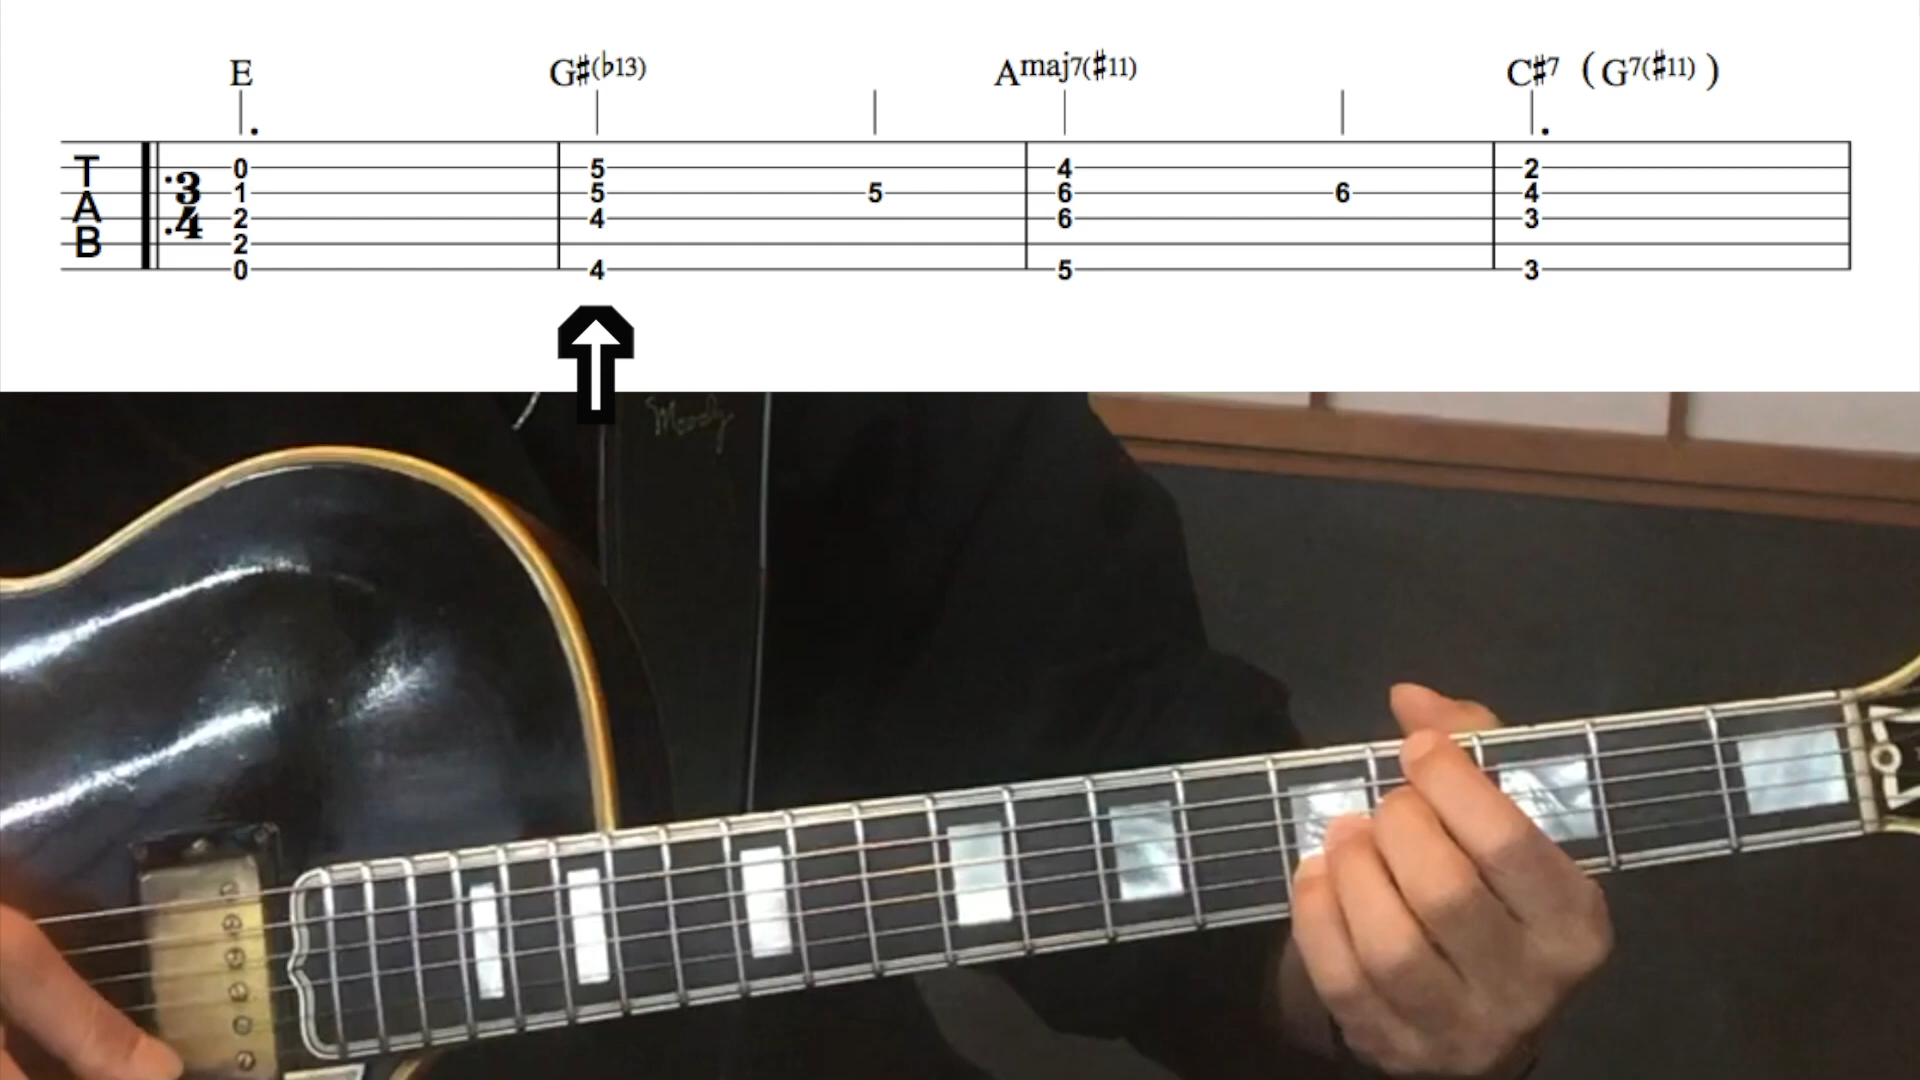 E G♯(♭13) Amaj7(♯11) C♯7 (G7(♯11))
T
A
B
3
4
0 5 4 2
1 5 5 6 6 4
2 4 6 3
2
0 4 5 3
Moody